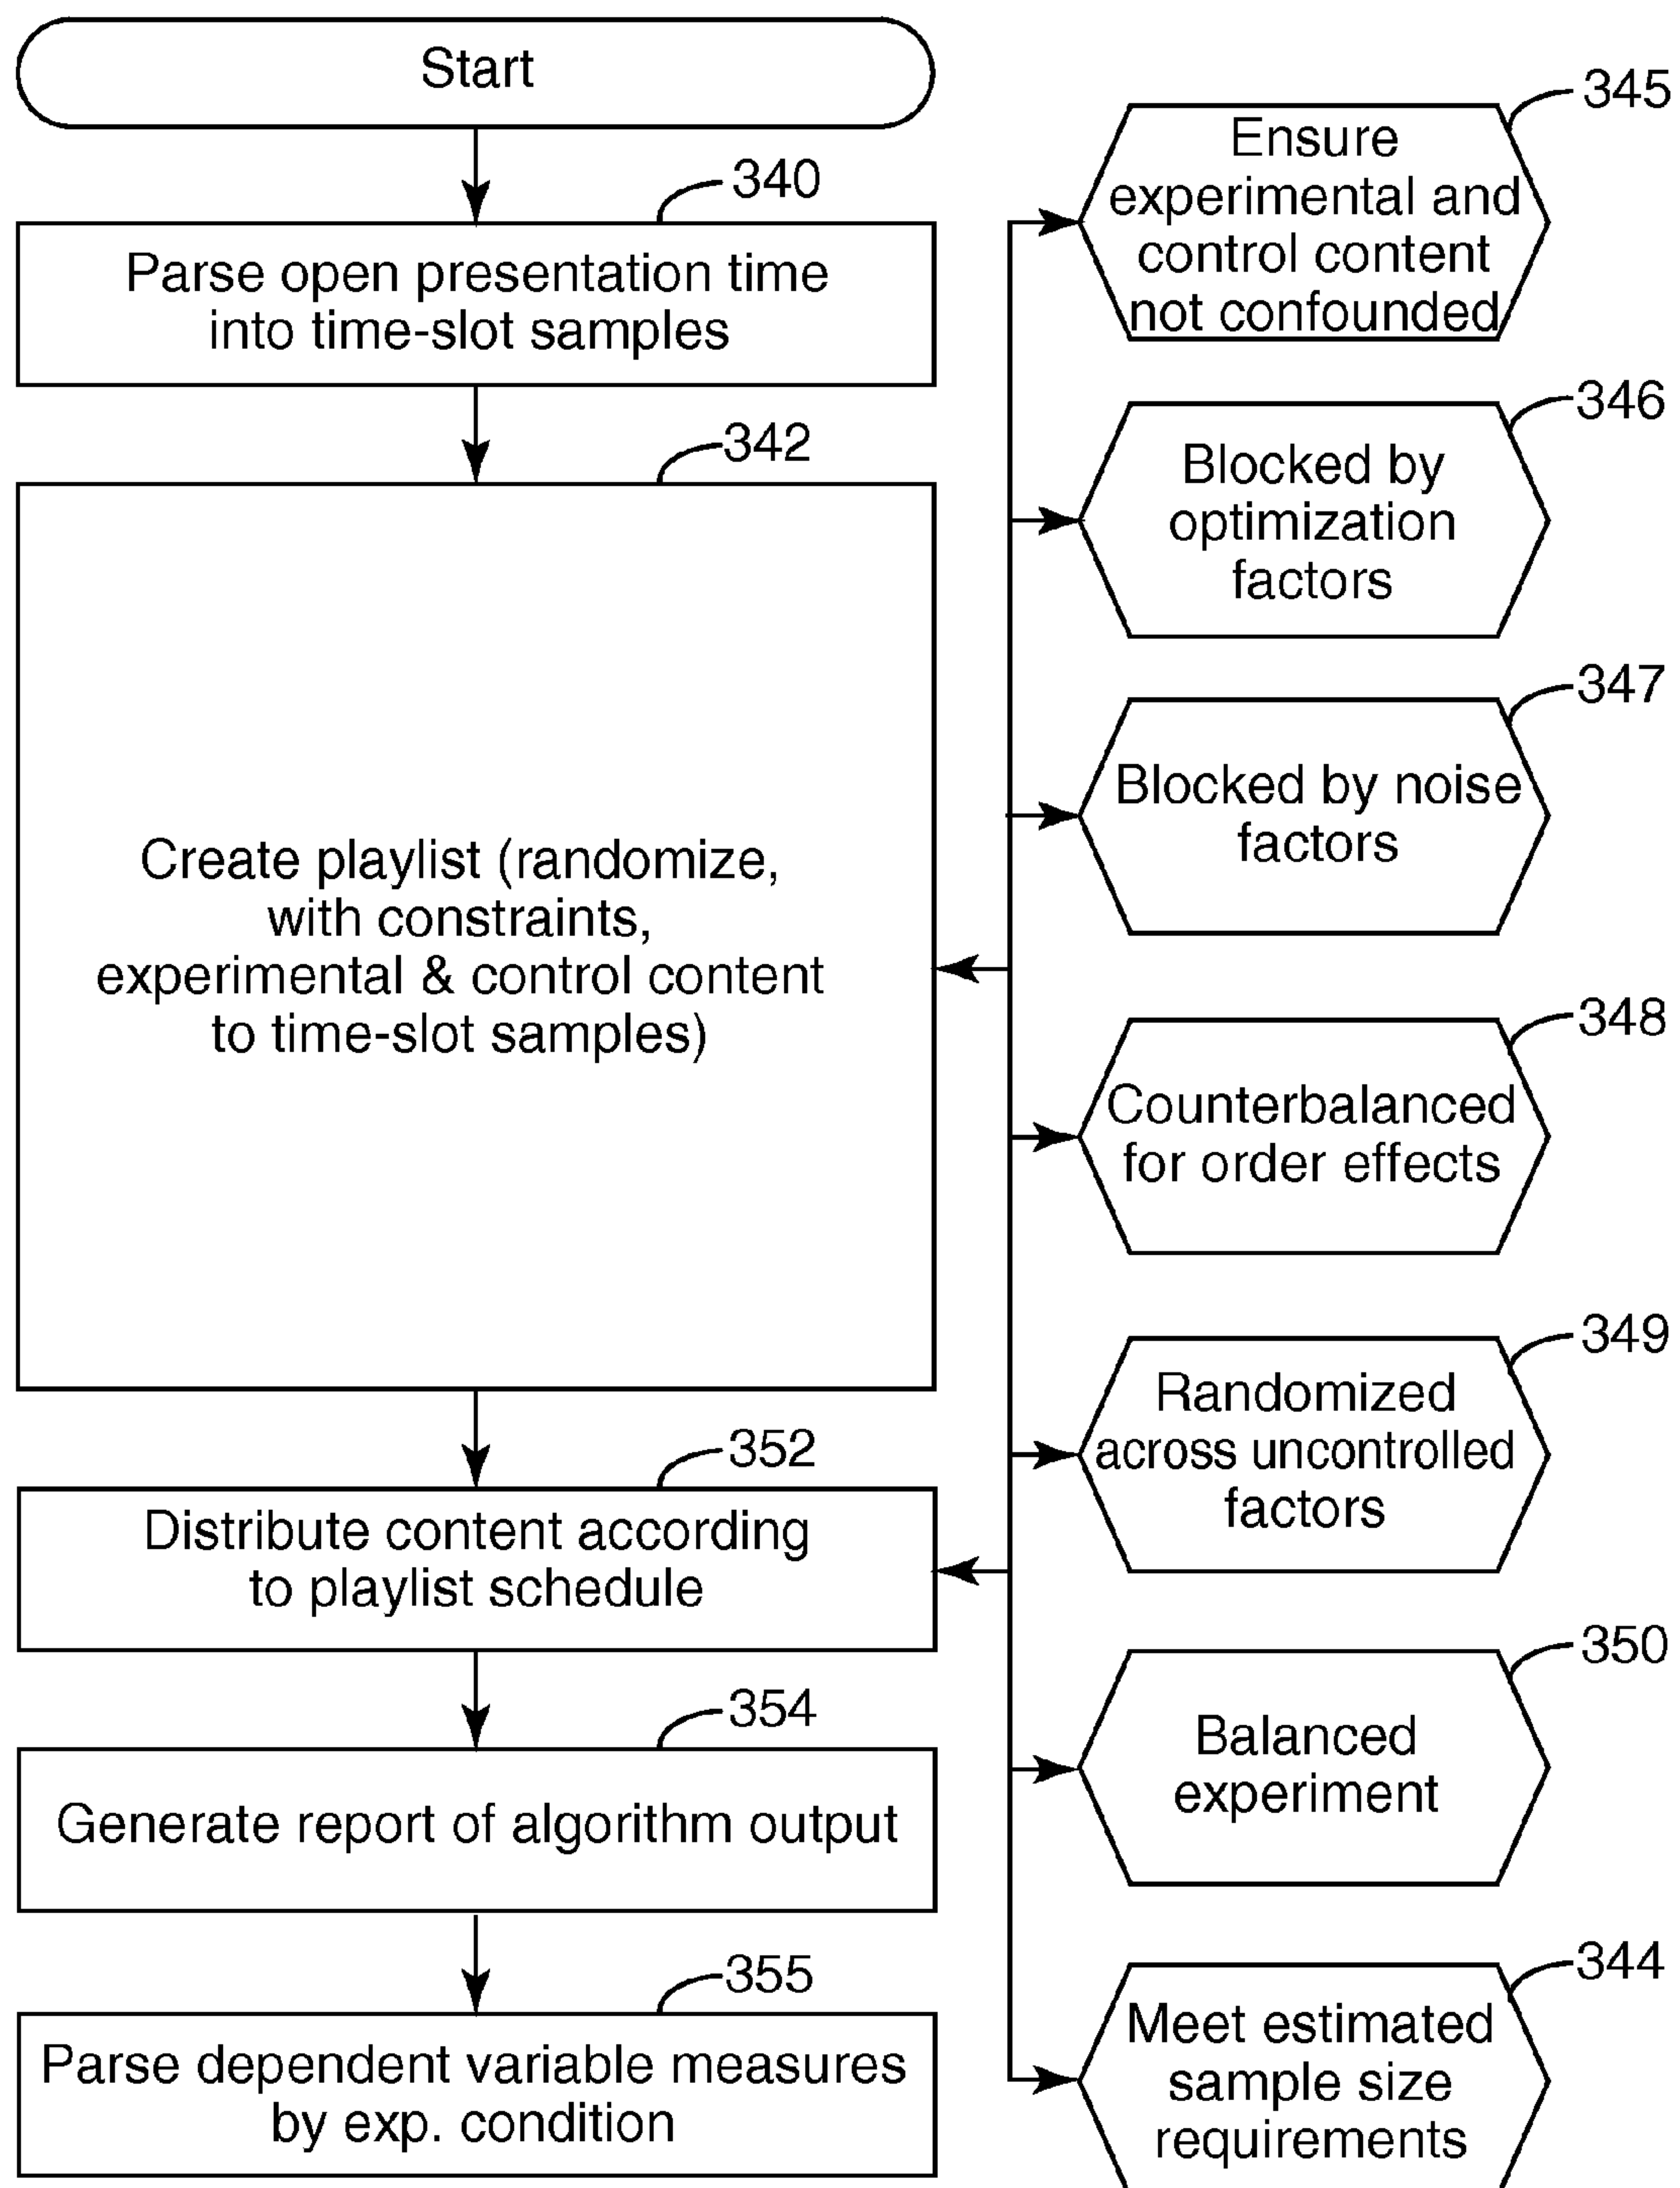 Start
340
Parse open presentation time
into time-slot samples
342
Create playlist (randomize,
with constraints,
experimental & control content
to time-slot samples)
352
Distribute content according
to playlist schedule
354
Generate report of algorithm output
355
Parse dependent variable measures
by exp. condition
345
Ensure
experimental and
control content
not confounded
346
Blocked by
optimization
factors
347
Blocked by noise
factors
348
Counterbalanced
for order effects
349
Randomized
across uncontrolled
factors
350
Balanced
experiment
344
Meet estimated
sample size
requirements